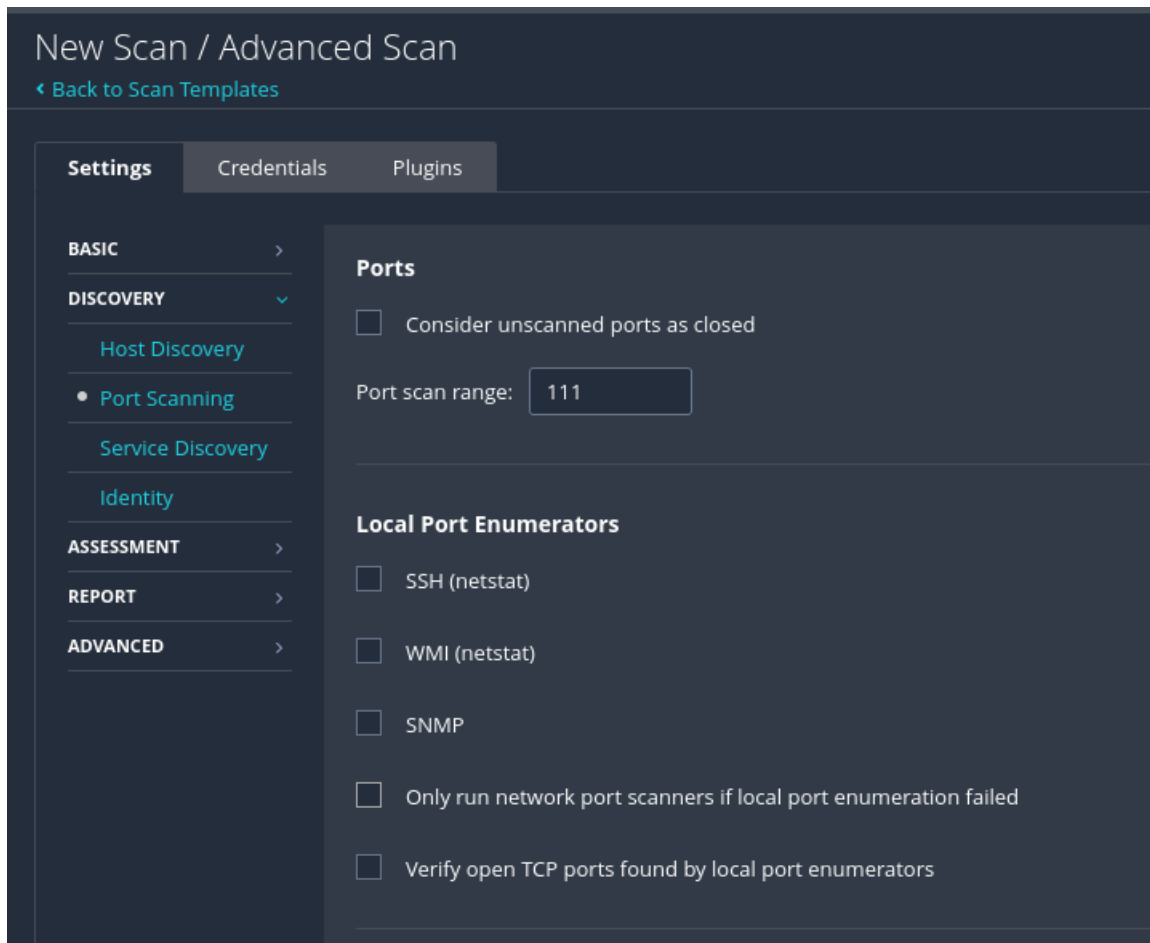 New Scan / Advanced Scan
Back to Scan Templates
Settings Credentials Plugins
BASIC
DISCOVERY
Host Discovery
Port Scanning
Service Discovery
Identity
ASSESSMENT
REPORT
ADVANCED
Ports
Consider unscanned ports as closed
Port scan range: 111
Local Port Enumerators
SSH (netstat)
WMI (netstat)
SNMP
Only run network port scanners if local port enumeration failed
Verify open TCP ports found by local port enumerators